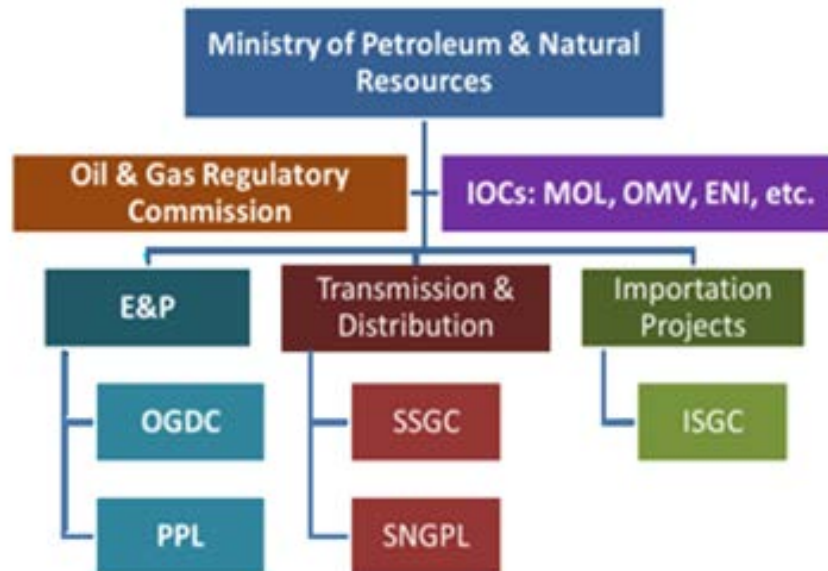 Ministry of Petroleum & Natural
Resources
Oil & Gas Regulatory
Commission
IOCs: MOL, OMV, ENI, etc.
E&P
Transmission &
Distribution
Importation
Projects
OGDC
SSGC
ISGC
PPL
SNGPL